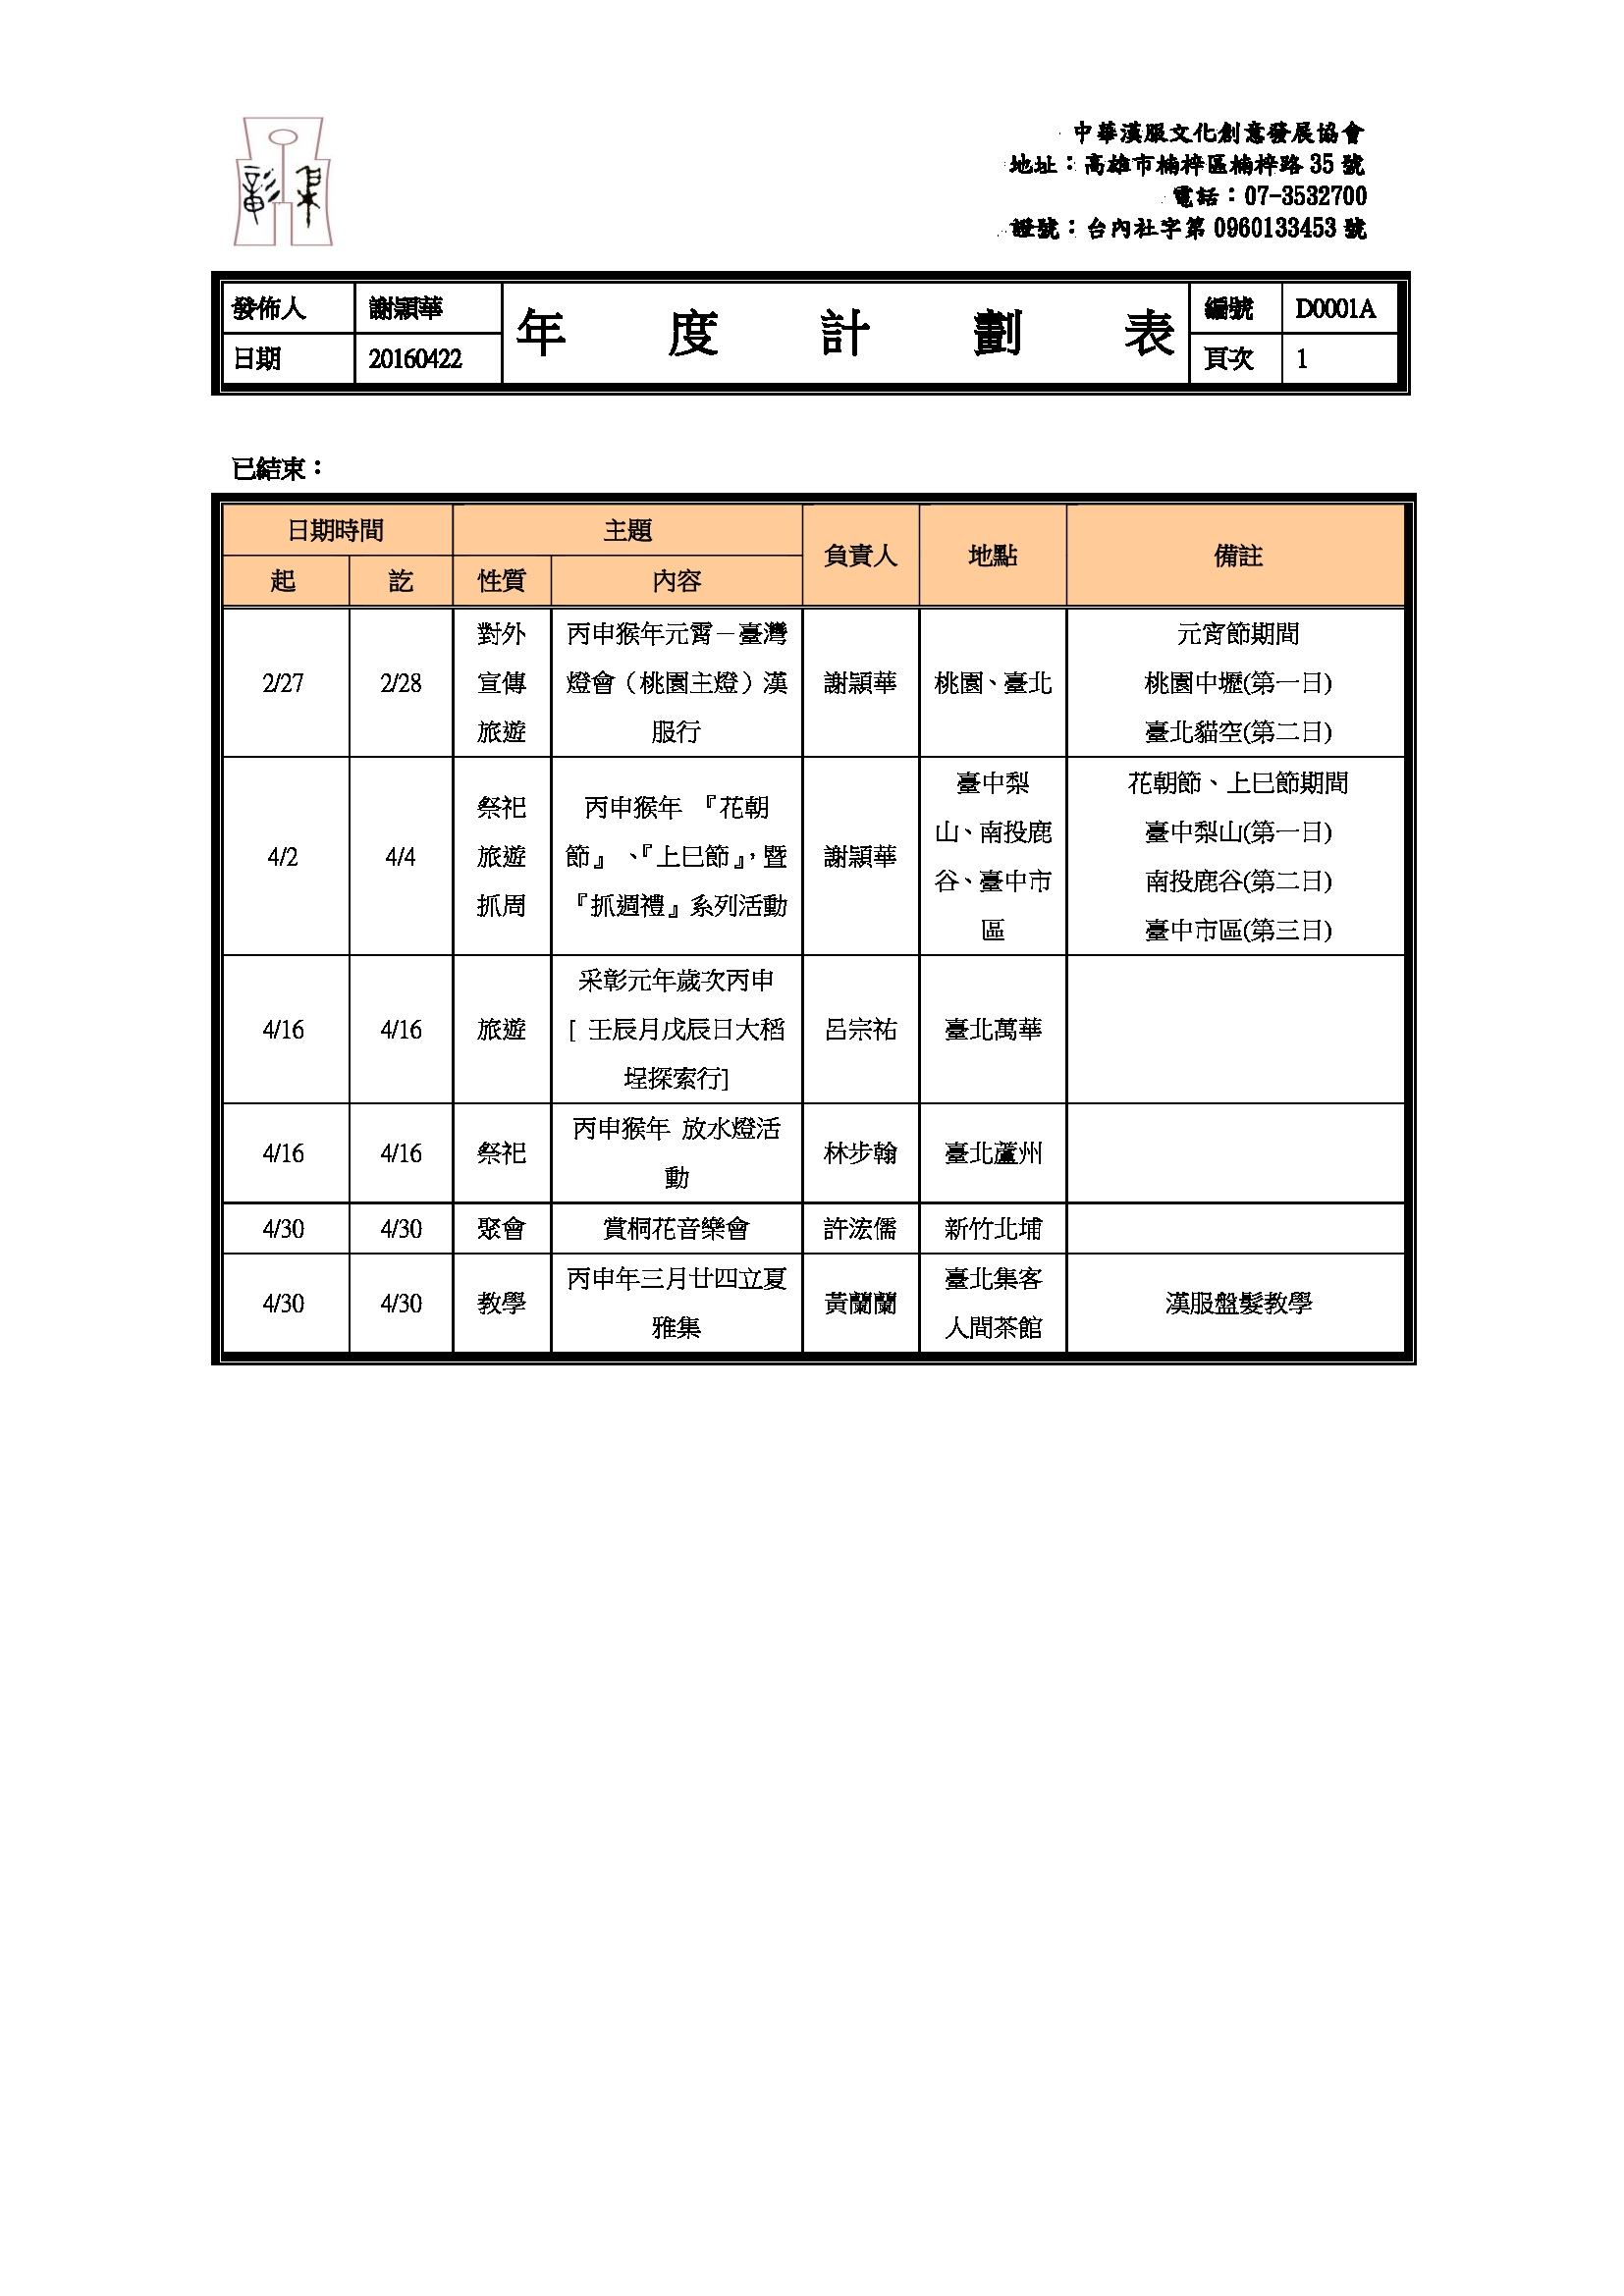 中華漢服文化創意發展協會
地址：高雄市楠梓區楠梓路 35 號
電話：07-3532700
證號：台內社字第 0960133453 號
發佈人 謝顈華 年度計劃表 編號 D0001A
日期 20160422 頁次 1
已結束：
日期時間 主題 負責人 地點 備註
起 訖 性質 內容
2/27 2/28
對外
宣傳
旅遊
丙申猴年元霄－臺灣
燈會（桃園主燈）漢
服行
謝顈華
桃園、臺北
元宵節期間
桃園中壢(第一日)
臺北貓空(第二日)
4/2 4/4
祭祀
旅遊
抓周
丙申猴年 『花朝
節』 、『上巳節』，暨
『抓週禮』系列活動
謝顈華
臺中梨
山、南投鹿
谷、臺中市
區
花朝節、上巳節期間
臺中梨山(第一日)
南投鹿谷(第二日)
臺中市區(第三日)
4/16 4/16 旅遊
采彰元年歲次丙申
[ 壬辰月戊辰日大稻
埕探索行]
呂宗祐
臺北萬華
4/16 4/16 祭祀
丙申猴年 放水燈活
動
林步翰
臺北蘆州
4/30 4/30 聚會 賞桐花音樂會 許浤儒 新竹北埔
4/30 4/30 教學
丙申年三月廿四立夏
雅集
黃蘭蘭
臺北集客
人間茶館
漢服盤髮教學